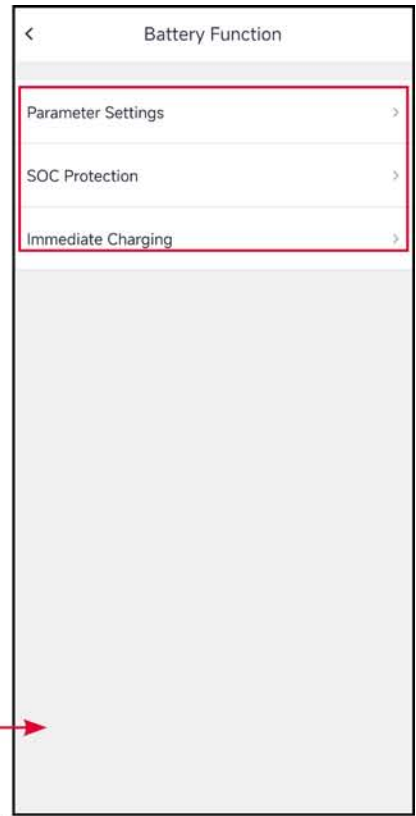 Battery Function
Parameter Settings
SOC Protection
Immediate Charging